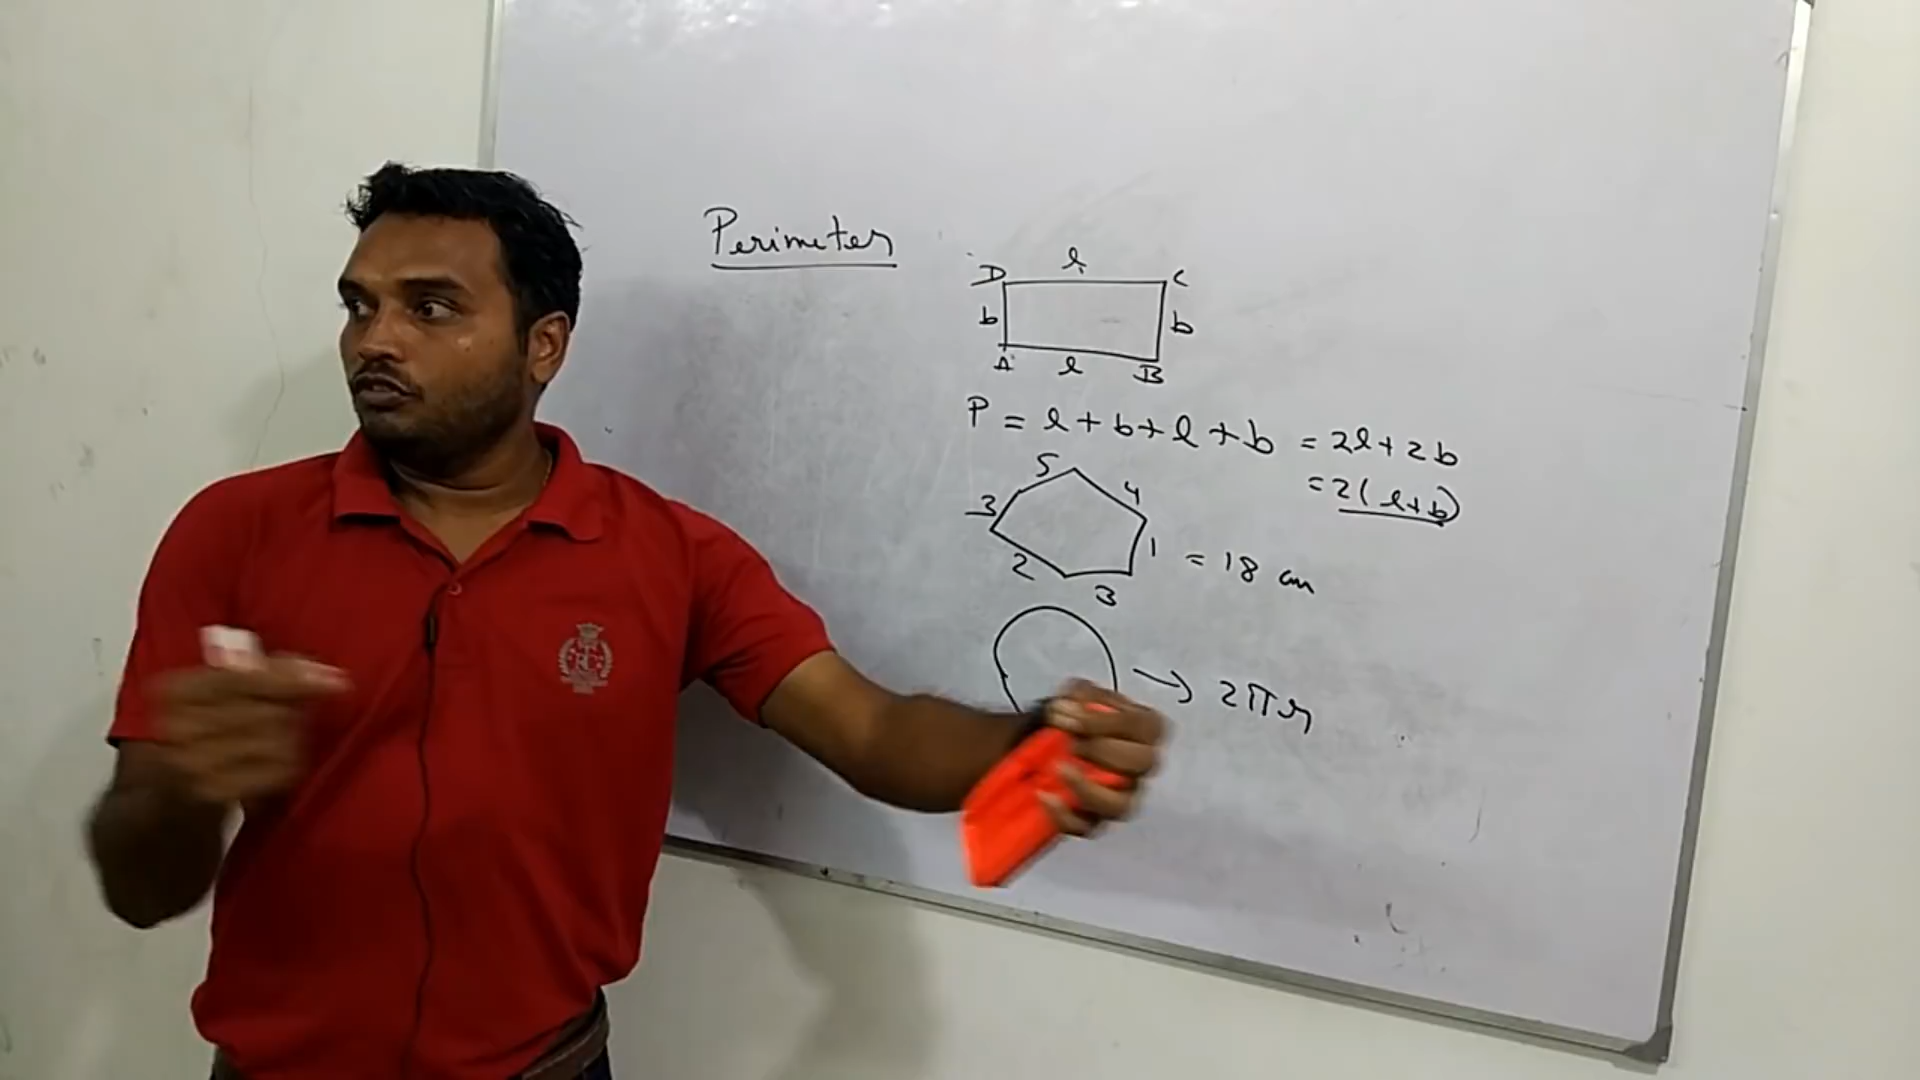 Perimeter
l
D C
b b
A l B
P = l + b + l + b = 2l + 2b
= 2(l+b)
5 4
3 1 = 18 cm
2 3
→ 2πr